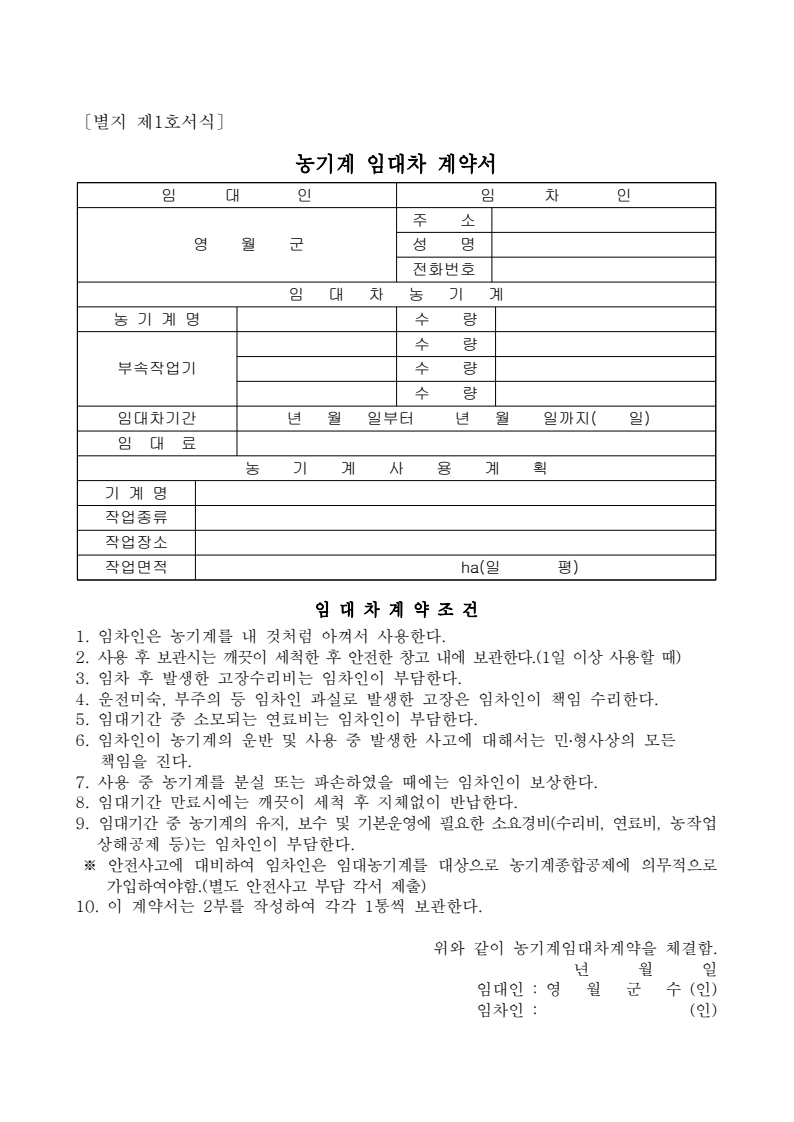 [별지 제1호서식]
농기계 임대차 계약서
임 대 인 임 차 인
영 월 군 주 소
성 명
전화번호
임 대 차 농 기 계
농 기 계 명 수 량
부속작업기 수 량
수 량
수 량
임대차기간 년 월 일부터 년 월 일까지( 일)
임 대 료
농 기 계 사 용 계 획
기 계 명
작업종류
작업장소
작업면적 ha(일 평)
임 대 차 계 약 조 건
1. 임차인은 농기계를 내 것처럼 아껴서 사용한다.
2. 사용 후 보관시는 깨끗이 세척한 후 안전한 창고 내에 보관한다.(1일 이상 사용할 때)
3. 임차 후 발생한 고장수리비는 임차인이 부담한다.
4. 운전미숙, 부주의 등 임차인 과실로 발생한 고장은 임차인이 책임 수리한다.
5. 임대기간 중 소모되는 연료비는 임차인이 부담한다.
6. 임차인이 농기계의 운반 및 사용 중 발생한 사고에 대해서는 민·형사상의 모든
책임을 진다.
7. 사용 중 농기계를 분실 또는 파손하였을 때에는 임차인이 보상한다.
8. 임대기간 만료시에는 깨끗이 세척 후 지체없이 반납한다.
9. 임대기간 중 농기계의 유지, 보수 및 기본운영에 필요한 소요경비(수리비, 연료비, 농작업
상해공제 등)는 임차인이 부담한다.
※ 안전사고에 대비하여 임차인은 임대농기계를 대상으로 농기계종합공제에 의무적으로
가입하여야함.(별도 안전사고 부담 각서 제출)
10. 이 계약서는 2부를 작성하여 각각 1통씩 보관한다.
위와 같이 농기계임대차계약을 체결함.
년 월 일
임대인 : 영 월 군 수 (인)
임차인 : (인)